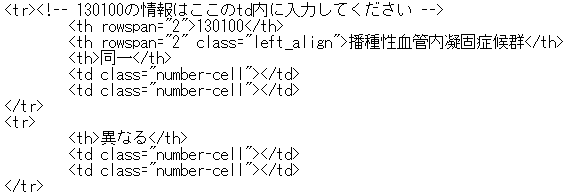 <tr><!-- 130100の情報はここのtd内に入力してください -->
<th rowspan="2">130100</th>
<th rowspan="2" class="left_align">播種性血管内凝固症候群</th>
<th>同一</th>
<td class="number-cell"></td>
<td class="number-cell"></td>
</tr>
<tr>
<th>異なる</th>
<td class="number-cell"></td>
<td class="number-cell"></td>
</tr>